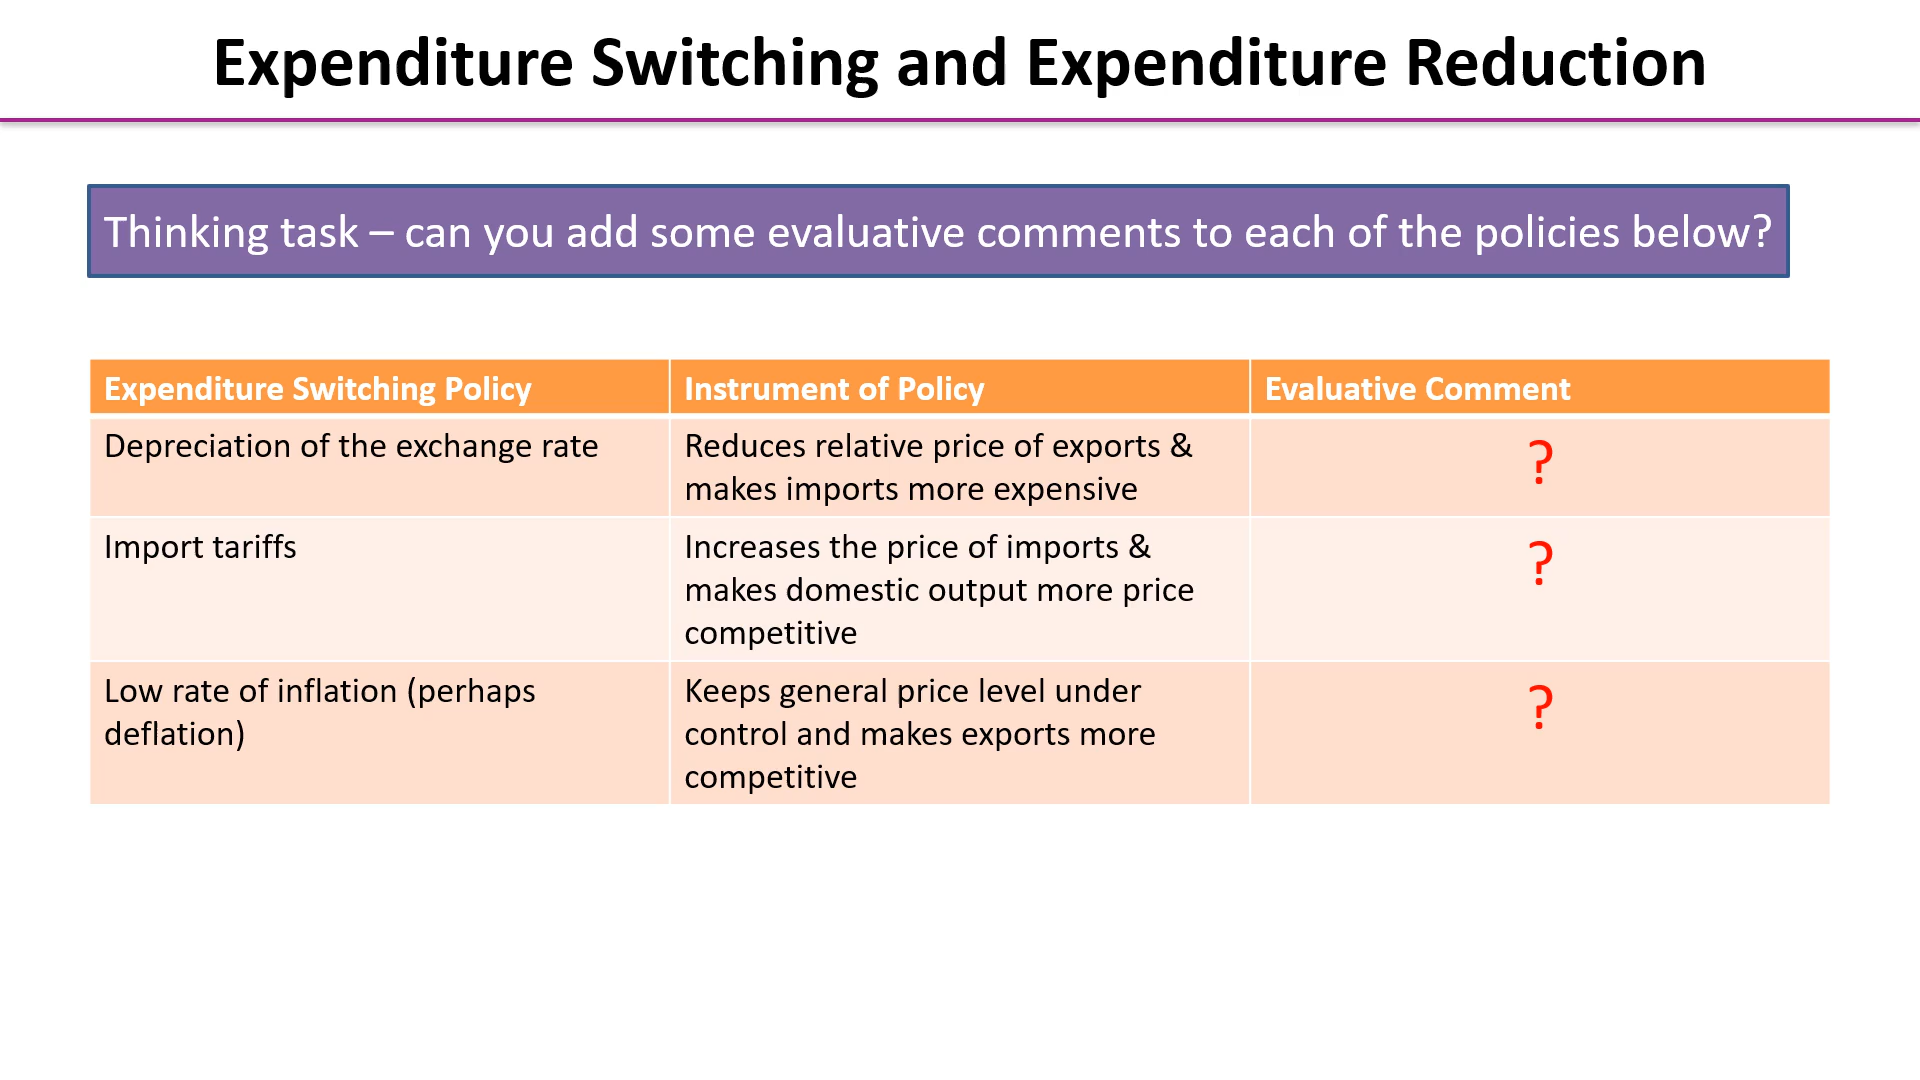 Expenditure Switching and Expenditure Reduction
Thinking task – can you add some evaluative comments to each of the policies below?
Expenditure Switching Policy
Instrument of Policy
Evaluative Comment
Depreciation of the exchange rate
Reduces relative price of exports &
makes imports more expensive
?
Import tariffs
Increases the price of imports &
makes domestic output more price
competitive
?
Low rate of inflation (perhaps
deflation)
Keeps general price level under
control and makes exports more
competitive
?